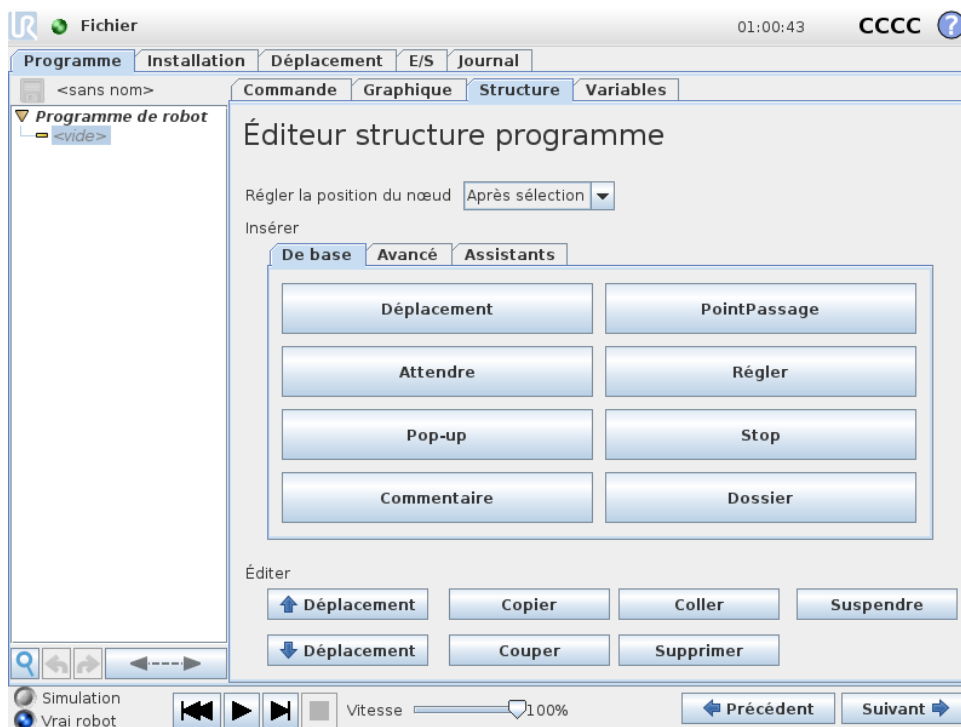 UR Fichier 01:00:43 CCCC ?
Programme Installation Déplacement E/S Journal
<sans nom> Commande Graphique Structure Variables
Programme de robot
<vide>
Éditeur structure programme
Régler la position du nœud Après sélection
Insérer
De base Avancé Assistants
Déplacement PointPassage
Attendre Régler
Pop-up Stop
Commentaire Dossier
Éditer
Déplacement Copier Coller Suspendre
Déplacement Couper Supprimer
Simulation
Vrai robot
Vitesse 100% Précédent Suivant